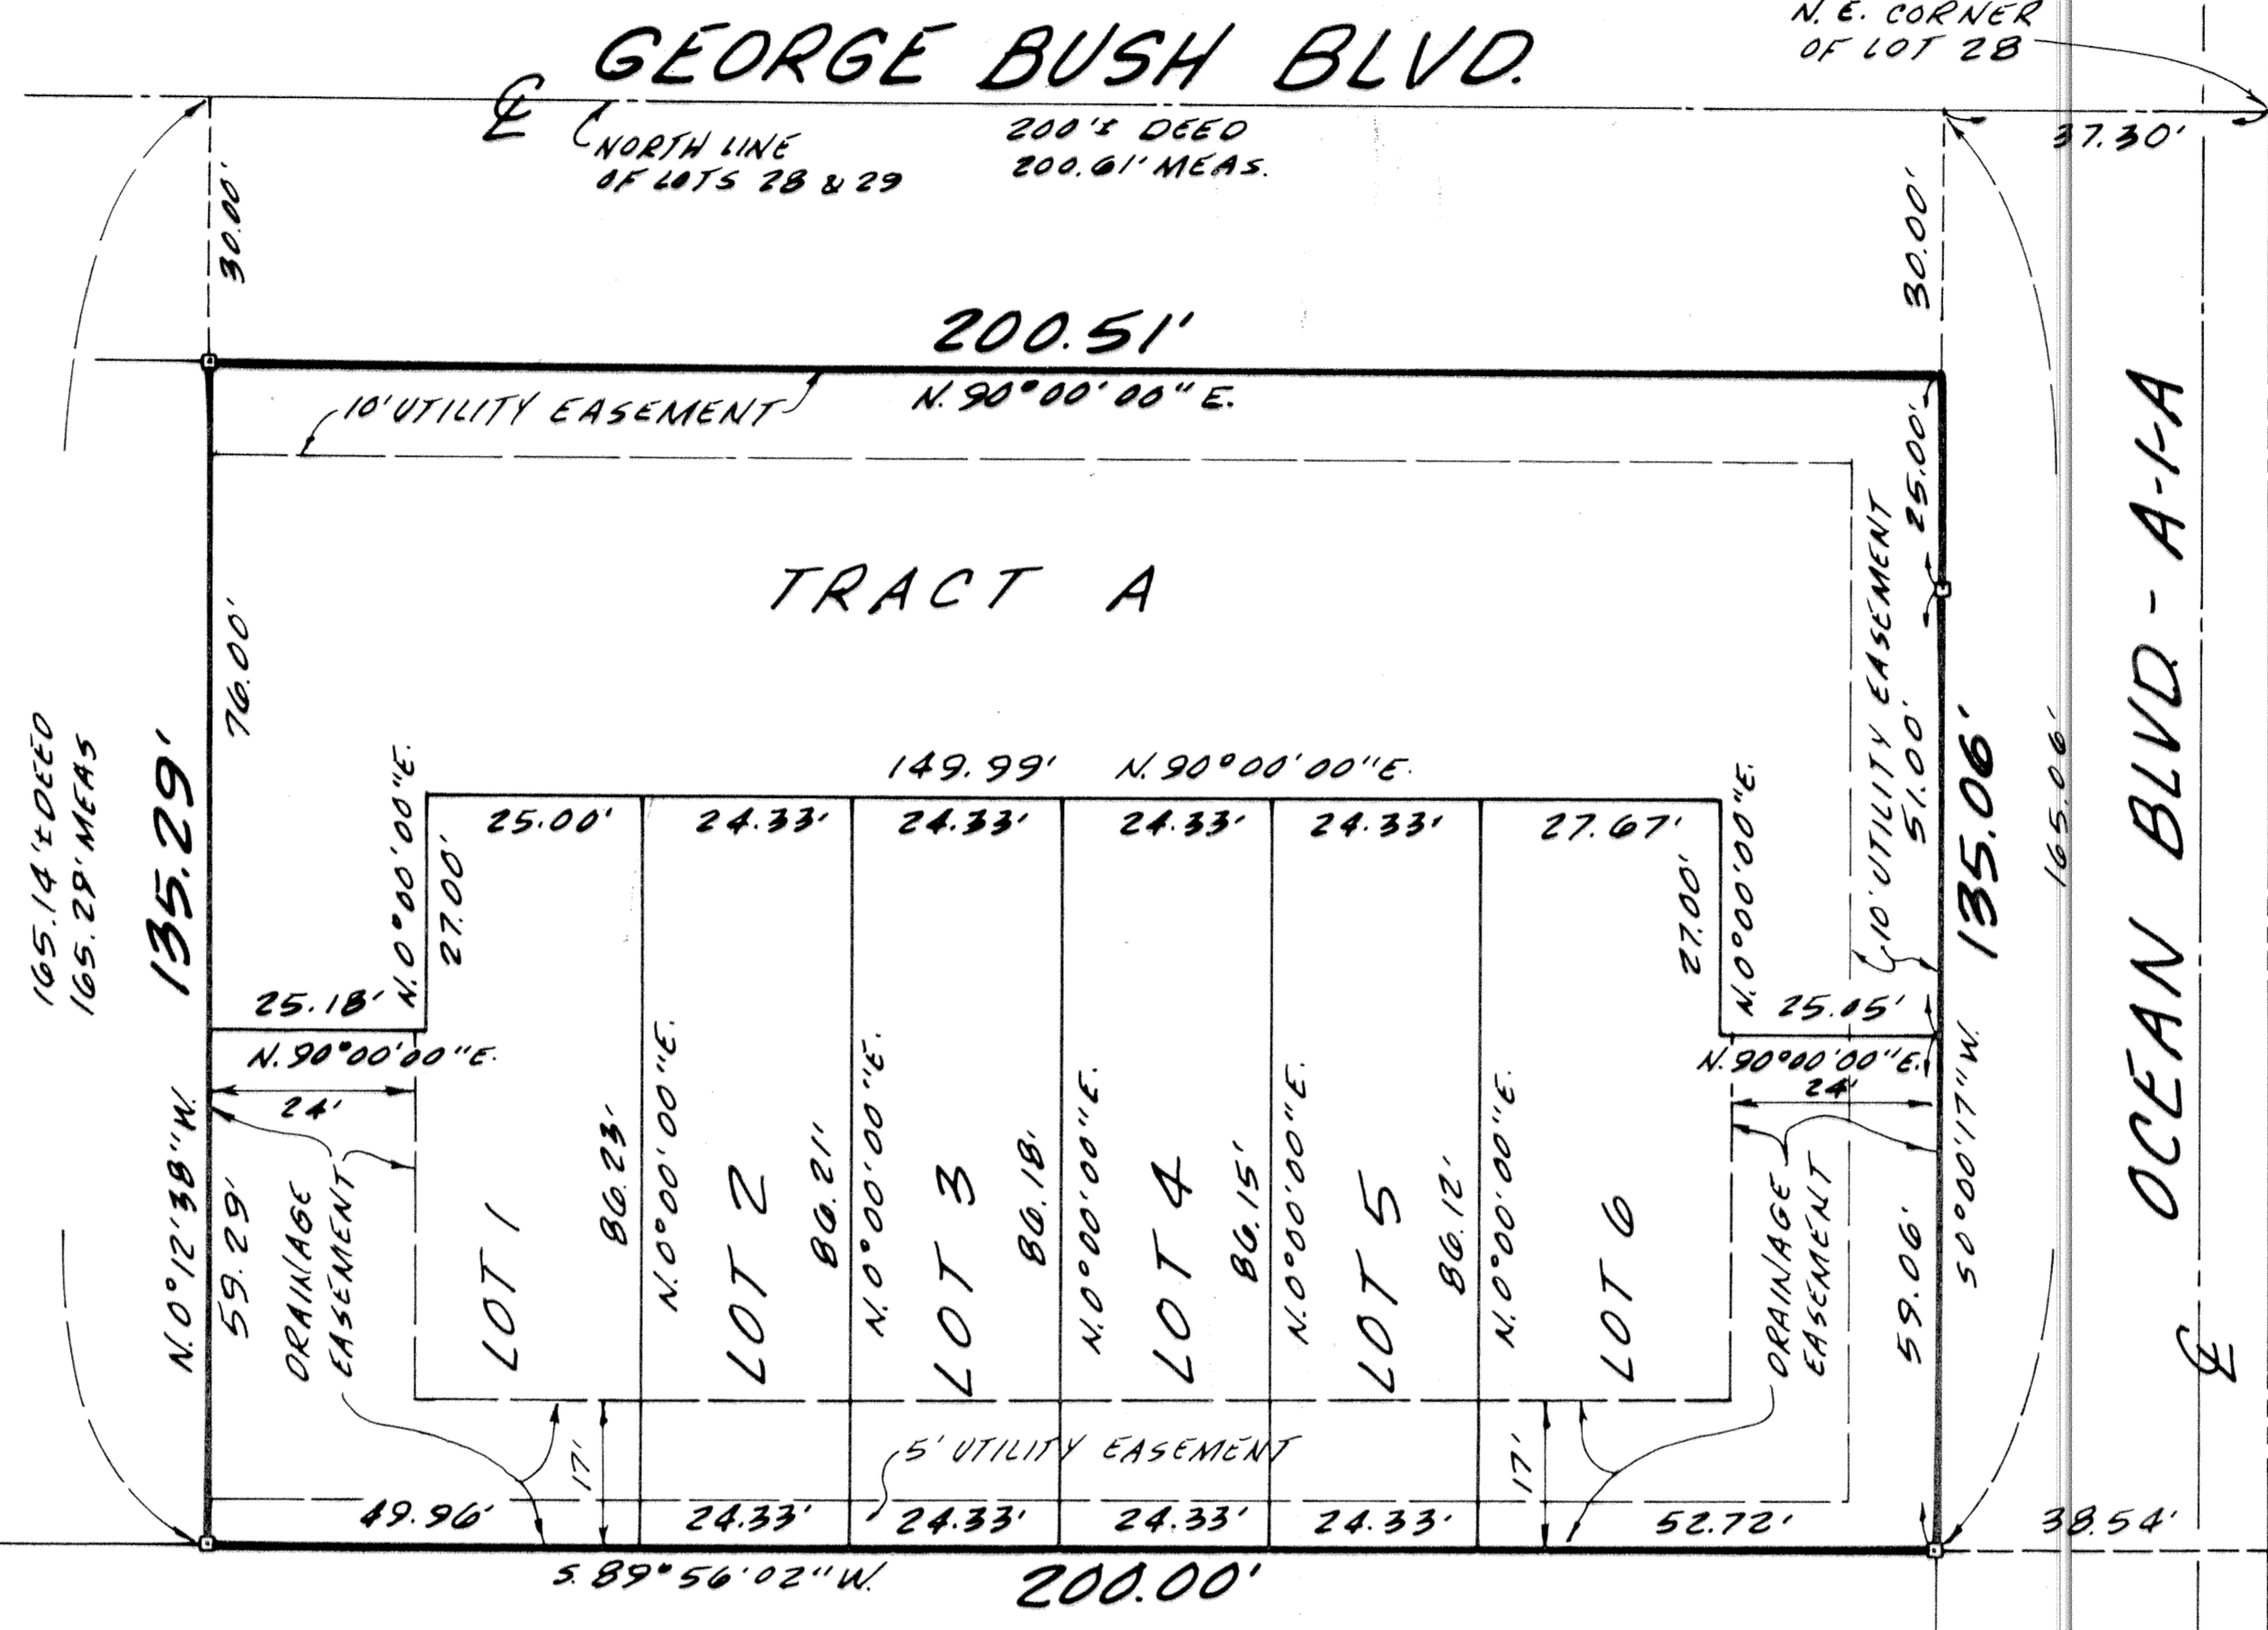 GEORGE BUSH BLVD.
N.E. CORNER
OF LOT 28
℄
NORTH LINE
OF LOTS 28 & 29
200'± DEED
200.61' MEAS.
37.30'
30.00'
30.00'
200.51'
N. 90°00'00" E.
10' UTILITY EASEMENT
25.00'
TRACT A
76.00'
10' UTILITY EASEMENT
51.00'
165.14'± DEED
165.29' MEAS
135.29'
135.06'
165.06'
OCEAN BLVD - A-1-A
℄
149.99' N. 90°00'00" E.
25.00' 24.33' 24.33' 24.33' 24.33' 27.67'
N. 0°00'00" E.
27.00'
27.00'
N. 0°00'00" E.
25.18'
N. 90°00'00" E.
24'
25.05'
N. 90°00'00" E.
24'
N. 0°12'38" W.
59.29'
DRAINAGE
EASEMENT
LOT 1
86.23'
N. 0°00'00" E.
LOT 2
86.21'
N. 0°00'00" E.
LOT 3
86.18'
N. 0°00'00" E.
LOT 4
86.15'
N. 0°00'00" E.
LOT 5
86.12'
N. 0°00'00" E.
LOT 6
DRAINAGE
EASEMENT
59.06'
S 0°00'17" W.
17'
5' UTILITY EASEMENT
17'
49.96' 24.33' 24.33' 24.33' 24.33' 52.72'
38.54'
S. 89°56'02" W.
200.00'